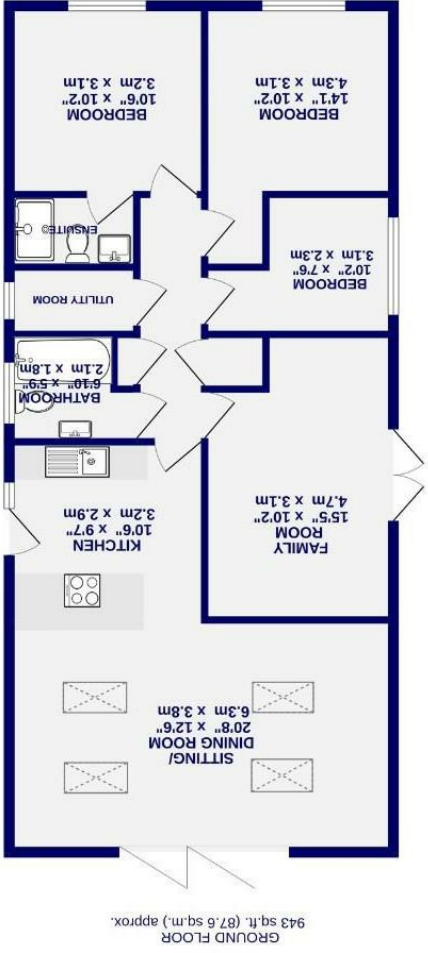 GROUND FLOOR
943 sq.ft. (87.6 sq.m.) approx.
SITTING/
DINING ROOM
20'8" x 12'6"
6.3m x 3.8m
KITCHEN
10'6" x 9'7"
3.2m x 2.9m
FAMILY
ROOM
15'5" x 10'2"
4.7m x 3.1m
BATHROOM
6'10" x 5'9"
2.1m x 1.8m
UTILITY ROOM
BEDROOM
10'2" x 7'6"
3.1m x 2.3m
ENSUITE
BEDROOM
14'1" x 10'2"
4.3m x 3.1m
BEDROOM
10'6" x 10'2"
3.2m x 3.1m